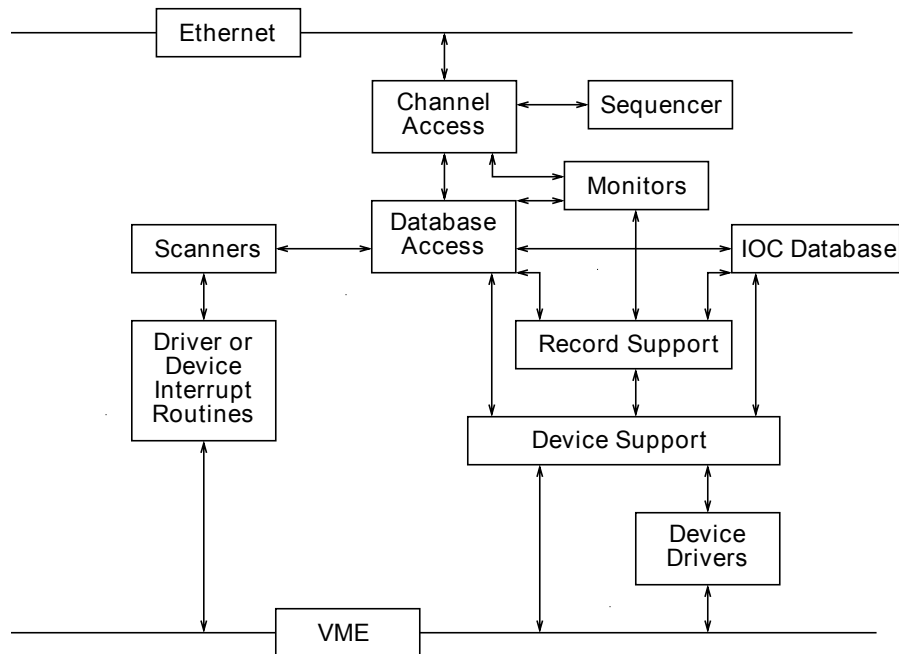 Ethernet
Channel
Access
Sequencer
Monitors
Database
Access
Scanners
IOC Database
Driver or
Device
Interrupt
Routines
Record Support
Device Support
Device
Drivers
VME